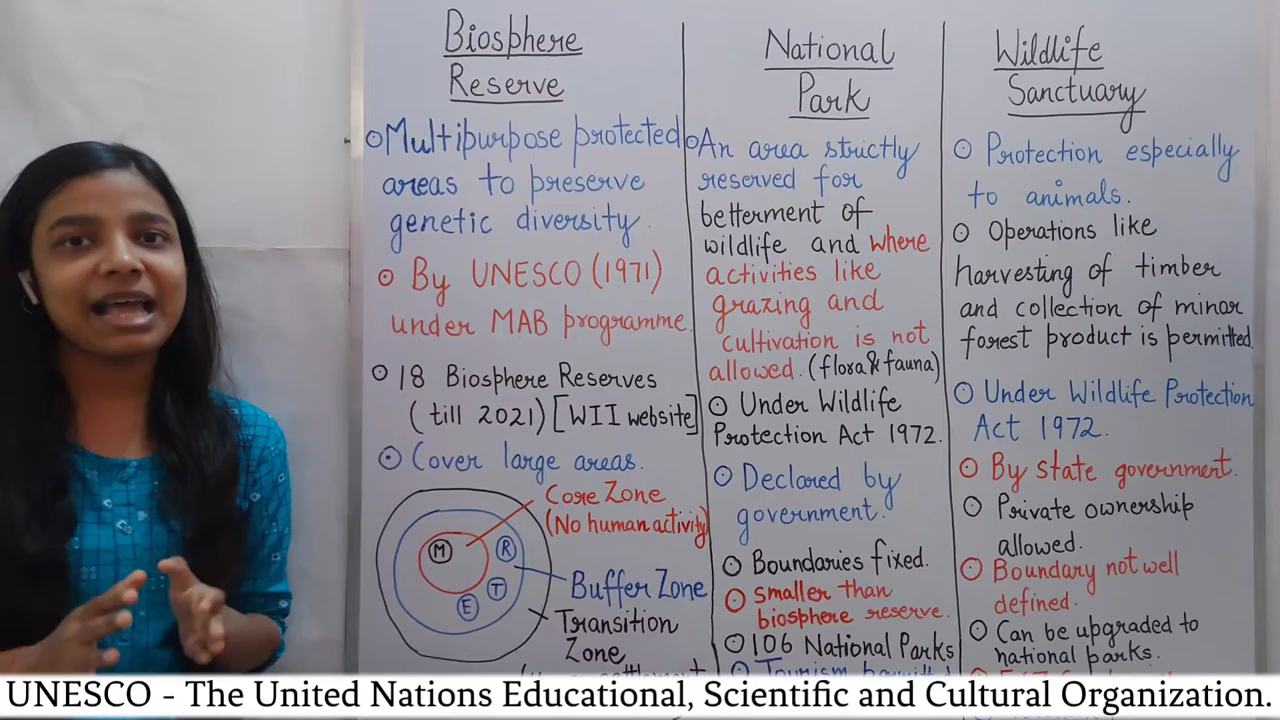 Biosphere
Reserve
Multipurpose protected
areas to preserve
genetic diversity.
By UNESCO (1971)
under MAB programme.
18 Biosphere Reserves
(till 2021) [WII website]
Cover large areas.
Core Zone
(No human activity)
M
R
T
E
Buffer Zone
Transition
Zone
National
Park
An area strictly
reserved for
betterment of
wildlife and where
activities like
grazing and
cultivation is not
allowed. (flora & fauna)
Under Wildlife
Protection Act 1972.
Declared by
government.
Boundaries fixed.
smaller than
biosphere reserve.
106 National Parks
Tourism permitted
Wildlife
Sanctuary
Protection especially
to animals.
Operations like
harvesting of timber
and collection of minor
forest product is permitted.
Under Wildlife Protection
Act 1972.
By state government.
Private ownership
allowed.
Boundary not well
defined.
Can be upgraded to
national parks.
UNESCO - The United Nations Educational, Scientific and Cultural Organization.